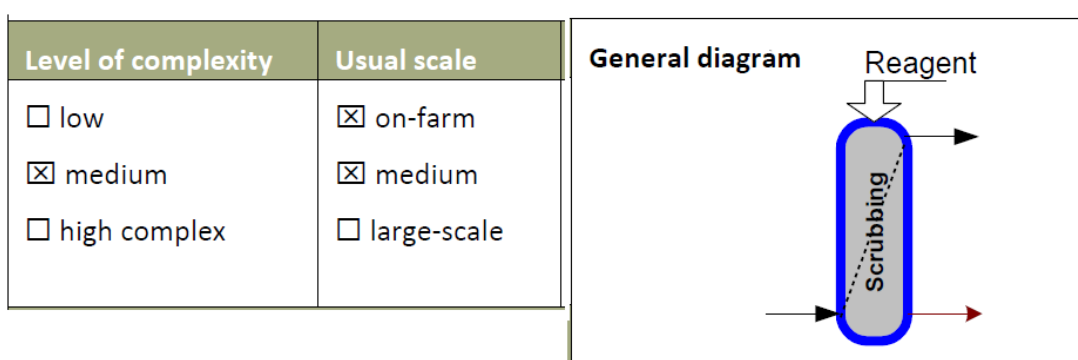 Level of complexity
Usual scale
☐ low
☒ on-farm
☒ medium
☒ medium
☐ high complex
☐ large-scale
General diagram
Reagent
Scrubbing